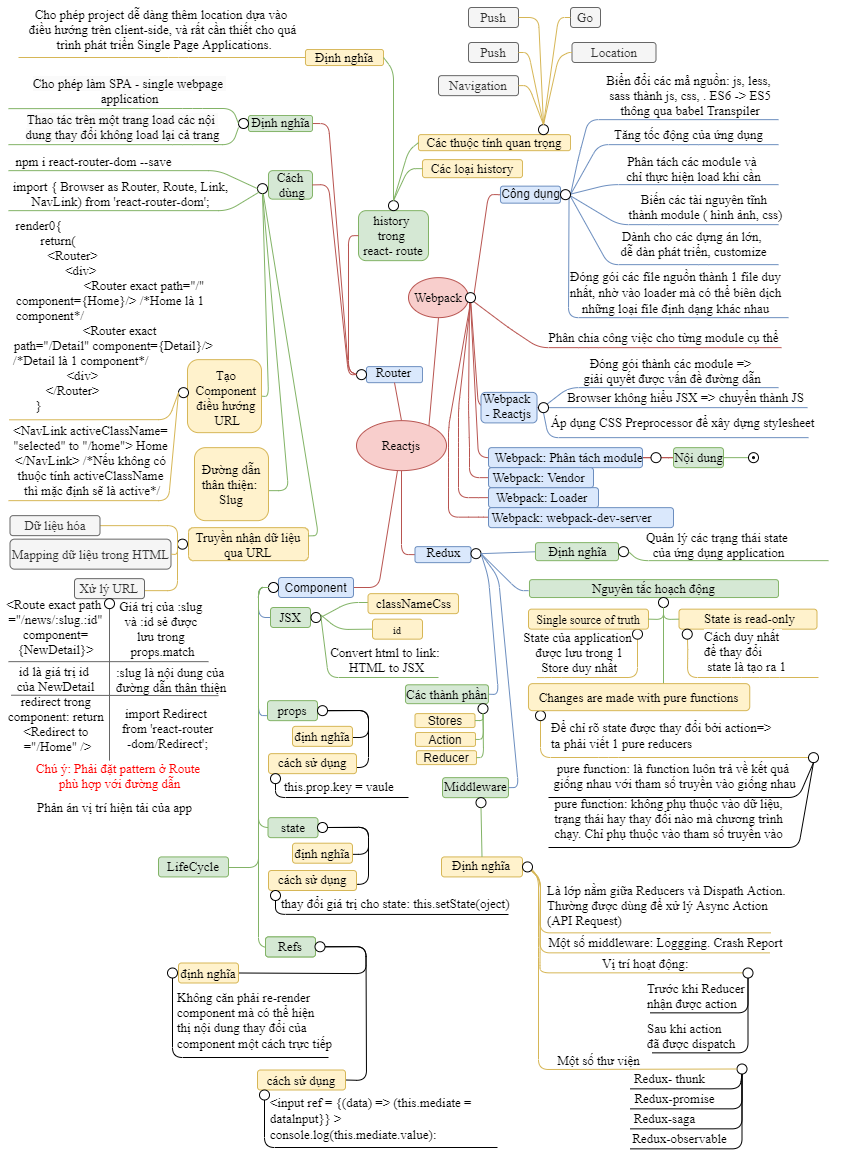 Cho phép project dễ dàng thêm location dựa vào
điều hướng trên client-side, và rất cần thiết cho quá
trình phát triển Single Page Applications.
Định nghĩa
Cho phép làm SPA - single webpage
application
Thao tác trên một trang load các nội
dung thay đổi không load lại cả trang
Định nghĩa
npm i react-router-dom --save
import { Browser as Router, Route, Link,
NavLink) from 'react-router-dom';
Cách
dùng
render0{
return(
<Router>
<div>
<Router exact path="/"
component={Home}/> /*Home là 1
component*/
<Router exact
path="/Detail" component={Detail}/>
/*Detail là 1 component*/
<div>
</Router>
}
<NavLink activeClassName=
"selected" to "/home"> Home
</NavLink> /*Nếu không có
thuộc tính activeClassName
thì mặc định sẽ là active*/
Tạo
Component
điều hướng
URL
Đường dẫn
thân thiện:
Slug
Truyền nhận dữ liệu
qua URL
Dữ liệu hóa
Mapping dữ liệu trong HTML
Xử lý URL
<Route exact path
="/news/:slug.:id"
component=
{NewDetail}>
Giá trị của :slug
và :id sẽ được
lưu trong
props.match
id là giá trị id
của NewDetail
:slug là nội dung của
đường dẫn thân thiện
redirect trong
component: return
<Redirect to
="/Home" />
import Redirect
from 'react-router
-dom/Redirect';
Chú ý: Phải đặt pattern ở Route
phù hợp với đường dẫn
Phản án vị trí hiện tại của app
Push
Go
Push
Location
Navigation
Các thuộc tính quan trọng
Các loại history
history
trong
react- route
Webpack
Công dụng
Biển đổi các mã nguồn: js, less,
sass thành js, css, . ES6 -> ES5
thông qua babel Transpiler
Tăng tốc động của ứng dụng
Phân tách các module và
chỉ thực hiện load khi cần
Biến các tài nguyên tĩnh
thành module ( hình ảnh, css)
Dành cho các dựng án lớn,
dễ dàn phát triển, customize
Đóng gói các file nguồn thành 1 file duy
nhất, nhờ vào loader mà có thể biên dịch
những loại file định dạng khác nhau
Phân chia công việc cho từng module cụ thể
Webpack
- Reactjs
Đóng gói thành các module =>
giải quyết được vấn đề đường dẫn
Browser không hiểu JSX => chuyển thành JS
Áp dụng CSS Preprocessor để xây dựng stylesheet
Webpack: Phân tách module
Nội dung
Webpack: Vendor
Webpack: Loader
Webpack: webpack-dev-server
Router
Reactjs
Redux
Định nghĩa
Quản lý các trạng thái state
của ứng dụng application
Nguyên tắc hoạch động
Single source of truth
State is read-only
State của application
được lưu trong 1
Store duy nhất
Cách duy nhất
để thay đổi
state là tạo ra 1
Changes are made with pure functions
Để chỉ rõ state được thay đổi bởi action=>
ta phải viết 1 pure reducers
pure function: là function luôn trả về kết quả
giống nhau với tham số truyền vào giống nhau
pure function: không phụ thuộc vào dữ liệu,
trạng thái hay thay đổi nào mà chương trình
chạy. Chỉ phụ thuộc vào tham số truyền vào
Các thành phần
Stores
Action
Reducer
Middleware
Định nghĩa
Là lớp nằm giữa Reducers và Dispath Action.
Thường được dùng để xử lý Async Action
(API Request)
Một số middleware: Loggging. Crash Report
Vị trí hoạt động:
Trước khi Reducer
nhận được action
Sau khi action
đã được dispatch
Một số thư viện
Redux- thunk
Redux-promise
Redux-saga
Redux-observable
Component
JSX
classNameCss
id
Convert html to link:
HTML to JSX
props
định nghĩa
cách sử dụng
this.prop.key = vaule
state
định nghĩa
cách sử dụng
thay đổi giá trị cho state: this.setState(oject)
LifeCycle
Refs
định nghĩa
Không căn phải re-render
component mà có thể hiện
thị nội dung thay đổi của
component một cách trực tiếp
cách sử dụng
<input ref = {(data) => (this.mediate =
dataInput}} >
console.log(this.mediate.value):